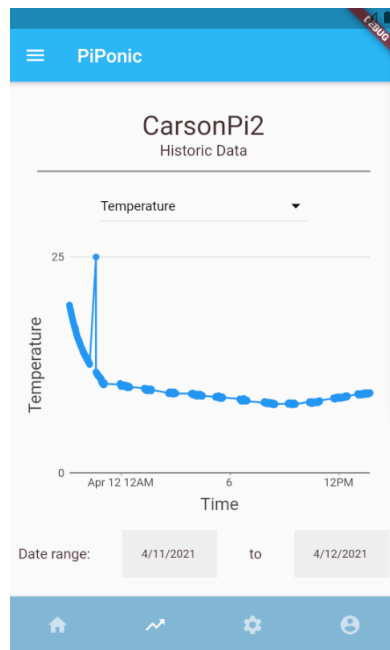 DEBUG
PiPonic
CarsonPi2
Historic Data
Temperature
25
Temperature
0
Apr 12 12AM
6
12PM
Time
Date range:
4/11/2021
to
4/12/2021